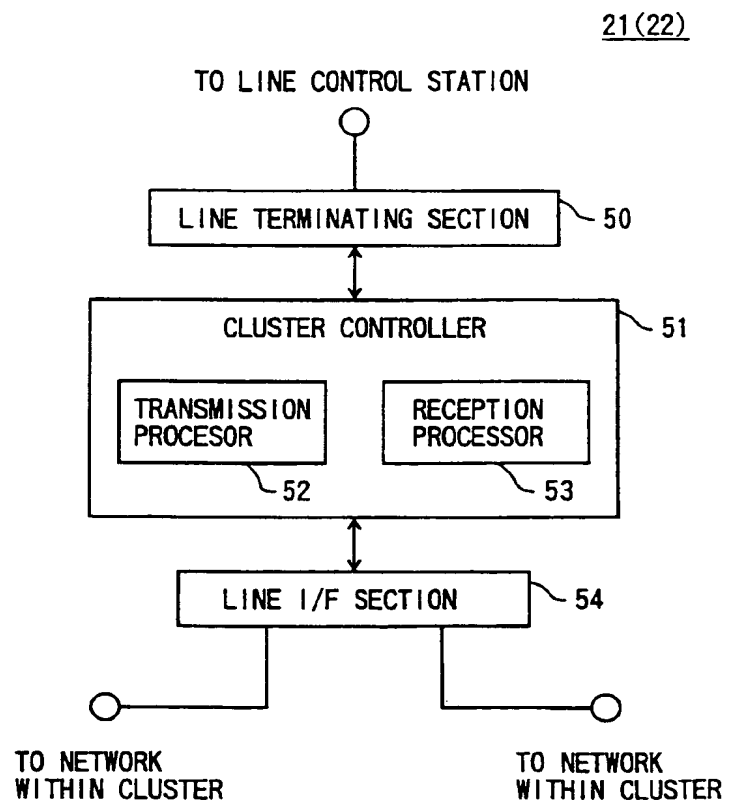 21(22)
TO LINE CONTROL STATION
LINE TERMINATING SECTION
50
CLUSTER CONTROLLER
51
TRANSMISSION
PROCESOR
52
RECEPTION
PROCESSOR
53
LINE I/F SECTION
54
TO NETWORK
WITHIN CLUSTER
TO NETWORK
WITHIN CLUSTER